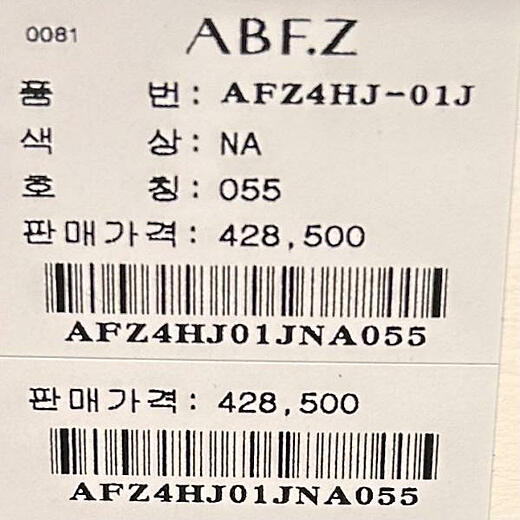 0081 ABF.Z
품 번: AFZ4HJ-01J
색 상: NA
호 칭: 055
판매가격: 428,500
AFZ4HJ01JNA055
판매가격: 428,500
AFZ4HJ01JNA055